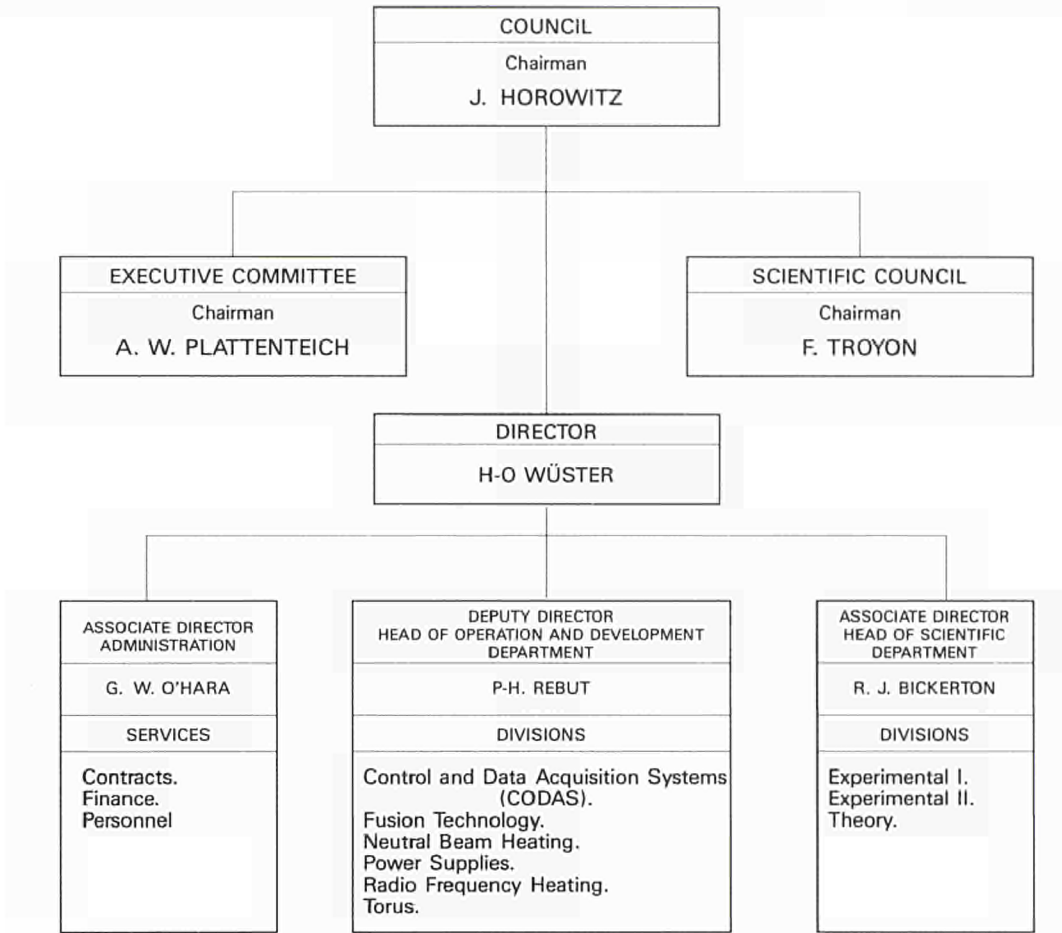 COUNCIL
Chairman
J. HOROWITZ
EXECUTIVE COMMITTEE
Chairman
A. W. PLATTENTEICH
SCIENTIFIC COUNCIL
Chairman
F. TROYON
DIRECTOR
H-O WÜSTER
ASSOCIATE DIRECTOR
ADMINISTRATION
G. W. O'HARA
SERVICES
Contracts.
Finance.
Personnel
DEPUTY DIRECTOR
HEAD OF OPERATION AND DEVELOPMENT
DEPARTMENT
P-H. REBUT
DIVISIONS
Control and Data Acquisition Systems
(CODAS).
Fusion Technology.
Neutral Beam Heating.
Power Supplies.
Radio Frequency Heating.
Torus.
ASSOCIATE DIRECTOR
HEAD OF SCIENTIFIC
DEPARTMENT
R. J. BICKERTON
DIVISIONS
Experimental I.
Experimental II.
Theory.